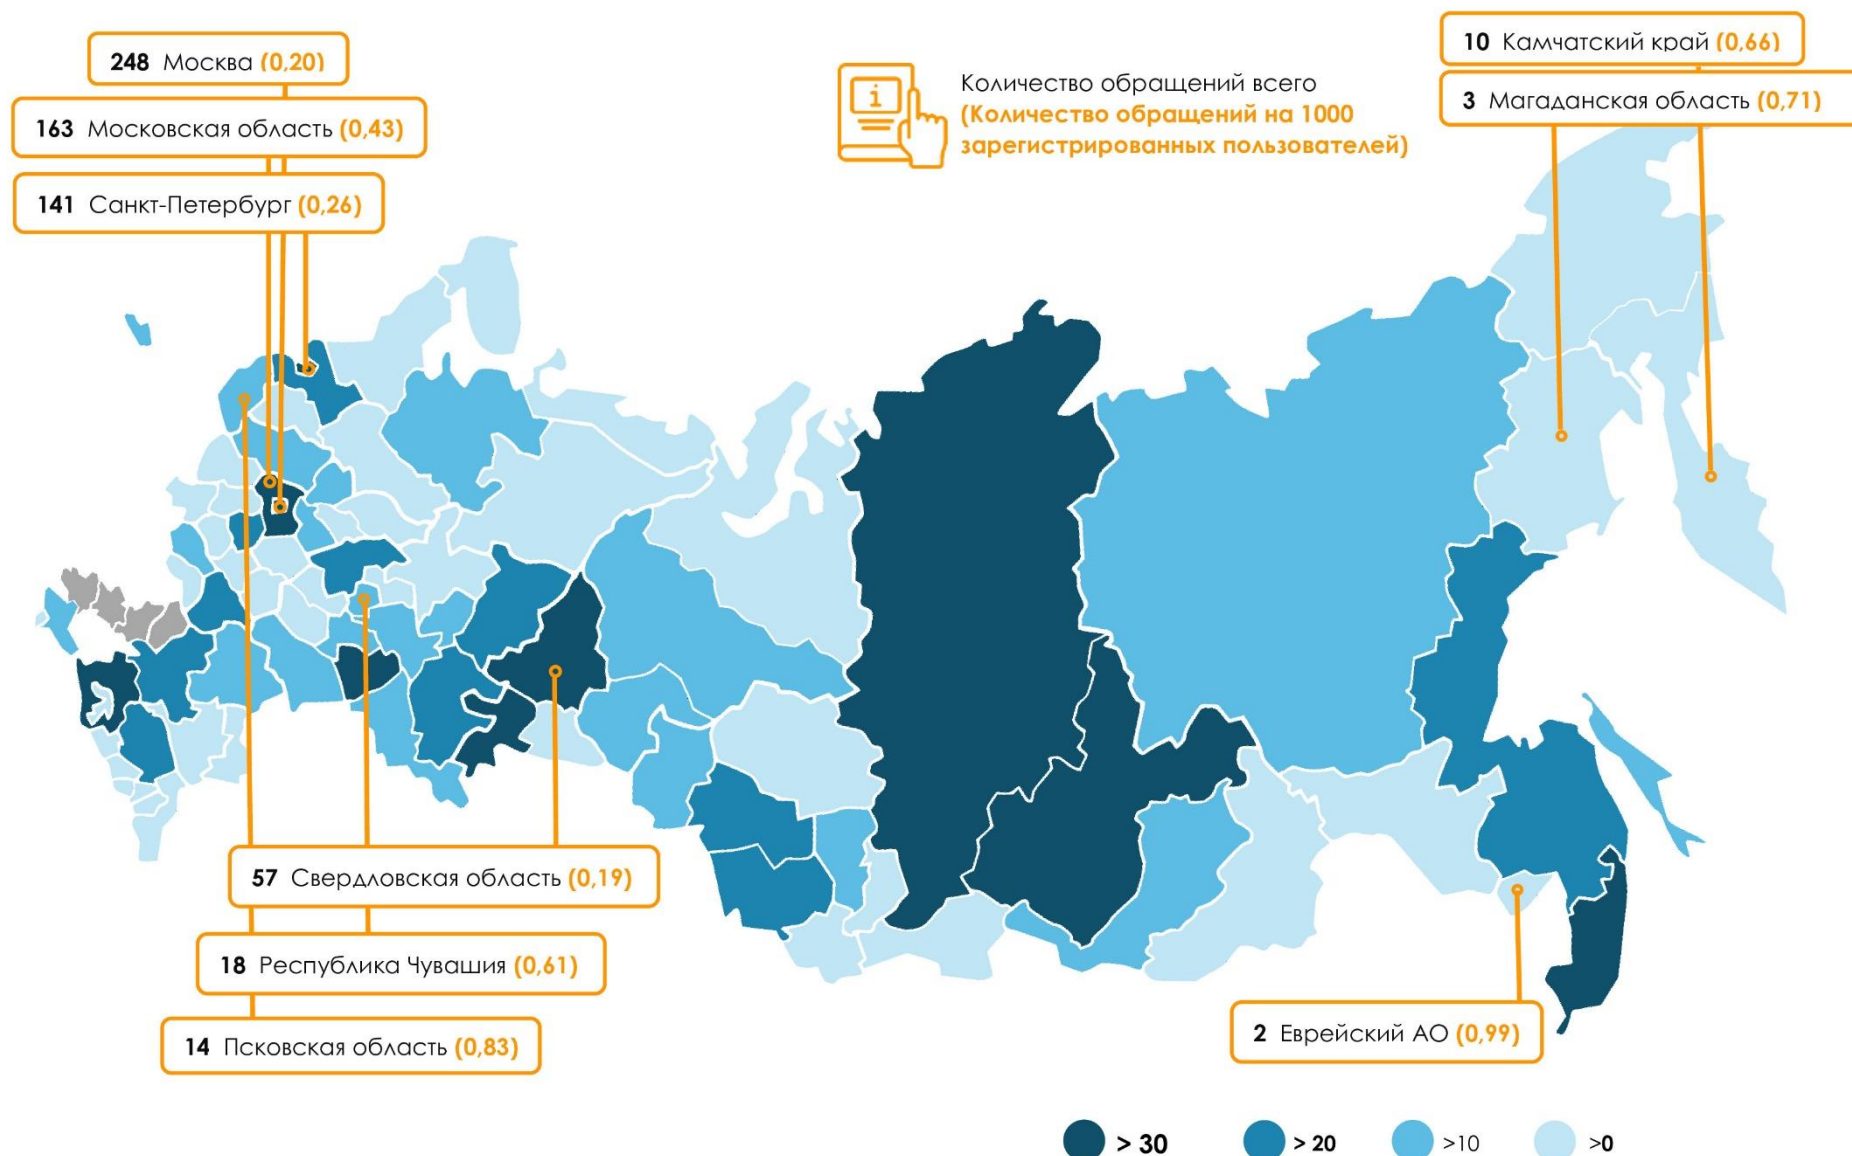 248 Москва (0,20)
163 Московская область (0,43)
141 Санкт-Петербург (0,26)
i
Количество обращений всего
(Количество обращений на 1000
зарегистрированных пользователей)
10 Камчатский край (0,66)
3 Магаданская область (0,71)
57 Свердловская область (0,19)
18 Республика Чувашия (0,61)
14 Псковская область (0,83)
2 Еврейский АО (0,99)
> 30 > 20 >10 >0